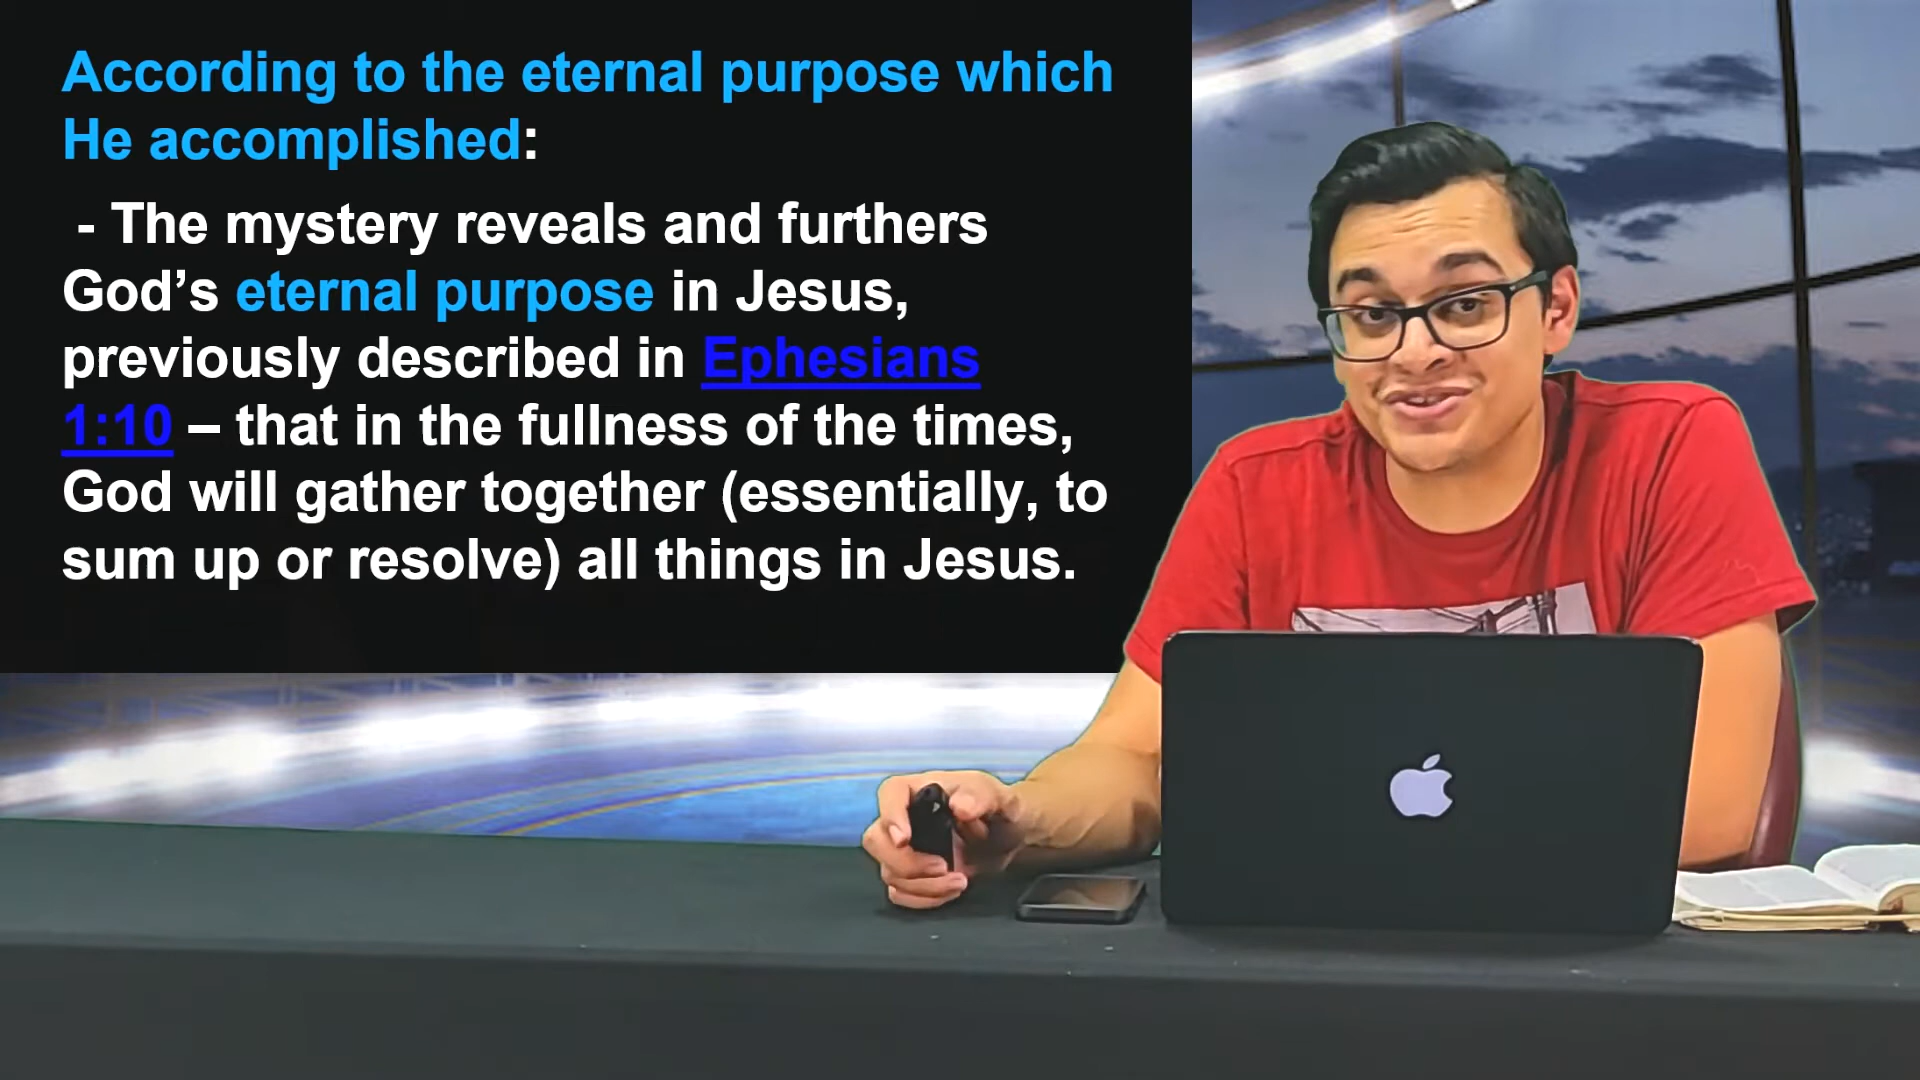 According to the eternal purpose which
He accomplished:
- The mystery reveals and furthers
God’s eternal purpose in Jesus,
previously described in Ephesians
1:10 – that in the fullness of the times,
God will gather together (essentially, to
sum up or resolve) all things in Jesus.